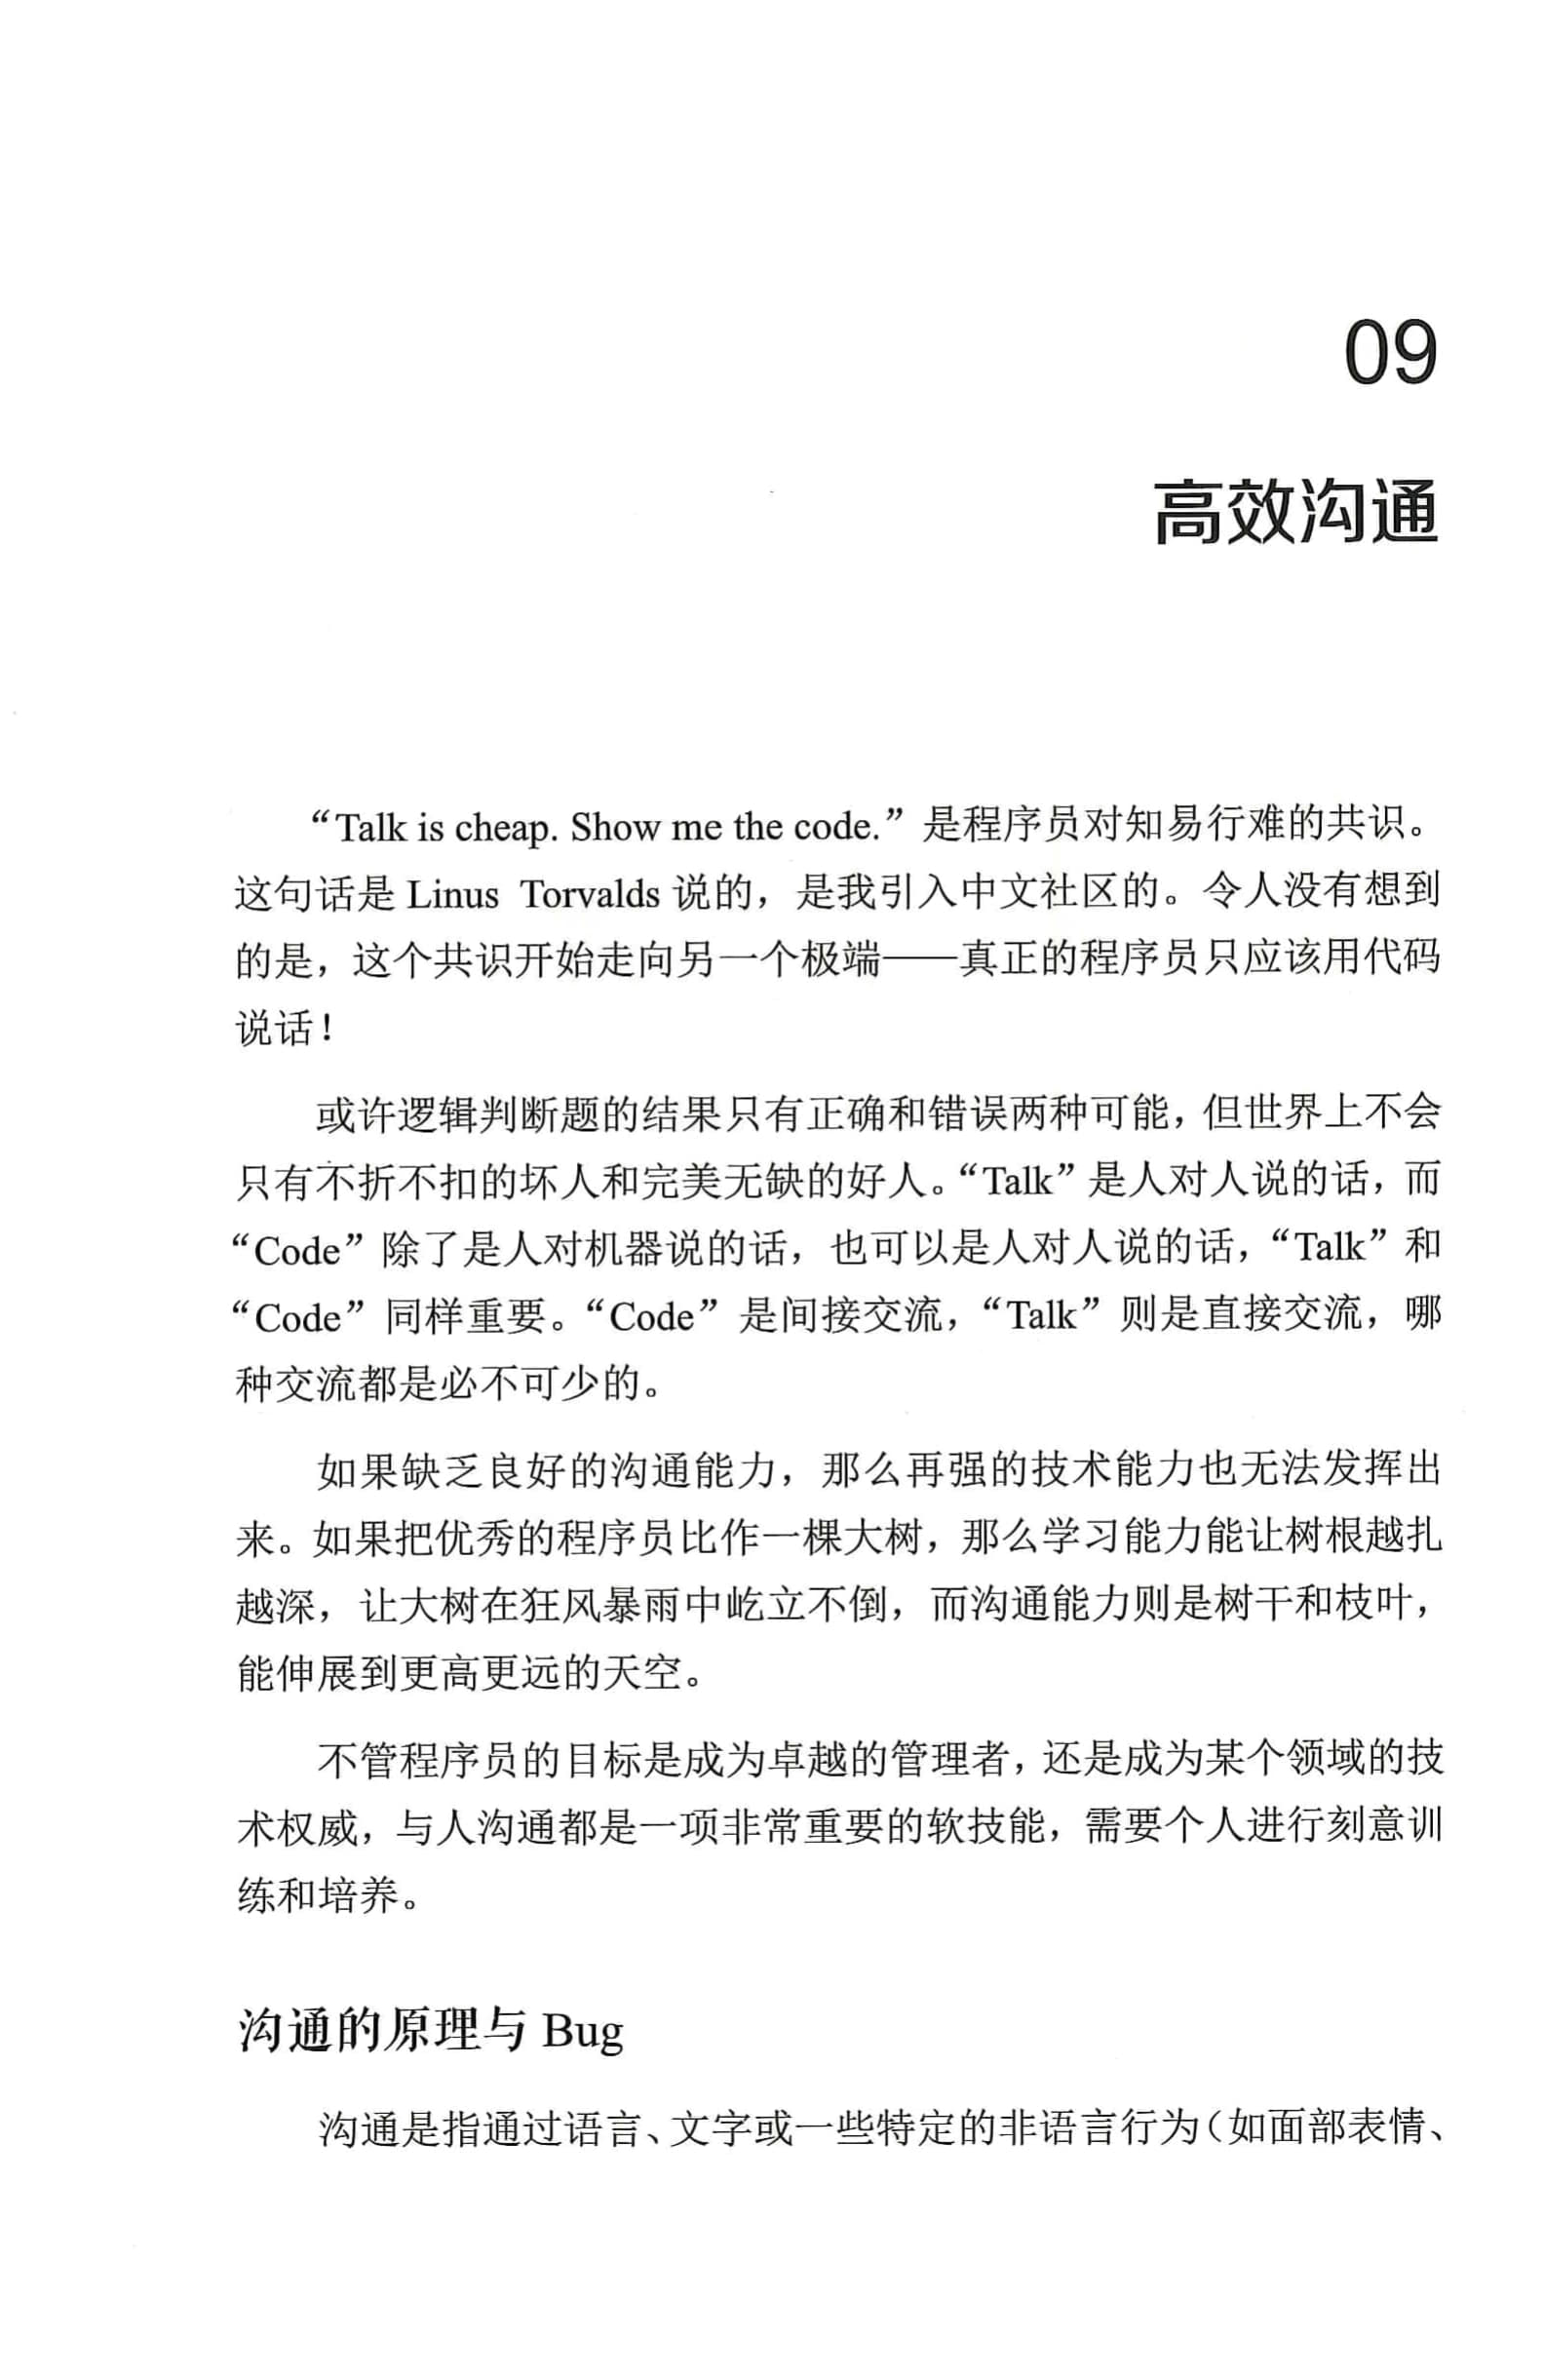 09
高效沟通
“Talk is cheap. Show me the code.”是程序员对知易行难的共识。
这句话是 Linus Torvalds 说的，是我引入中文社区的。令人没有想到
的是，这个共识开始走向另一个极端——真正的程序员只应该用代码
说话！
或许逻辑判断题的结果只有正确和错误两种可能，但世界上不会
只有不折不扣的坏人和完美无缺的好人。“Talk”是人对人说的话，而
“Code”除了是人对机器说的话，也可以是人对人说的话，“Talk”和
“Code”同样重要。“Code”是间接交流，“Talk”则是直接交流，哪
种交流都是必不可少的。
如果缺乏良好的沟通能力，那么再强的技术能力也无法发挥出
来。如果把优秀的程序员比作一棵大树，那么学习能力能让树根越扎
越深，让大树在狂风暴雨中屹立不倒，而沟通能力则是树干和枝叶，
能伸展到更高更远的天空。
不管程序员的目标是成为卓越的管理者，还是成为某个领域的技
术权威，与人沟通都是一项非常重要的软技能，需要个人进行刻意训
练和培养。
沟通的原理与 Bug
沟通是指通过语言、文字或一些特定的非语言行为（如面部表情、